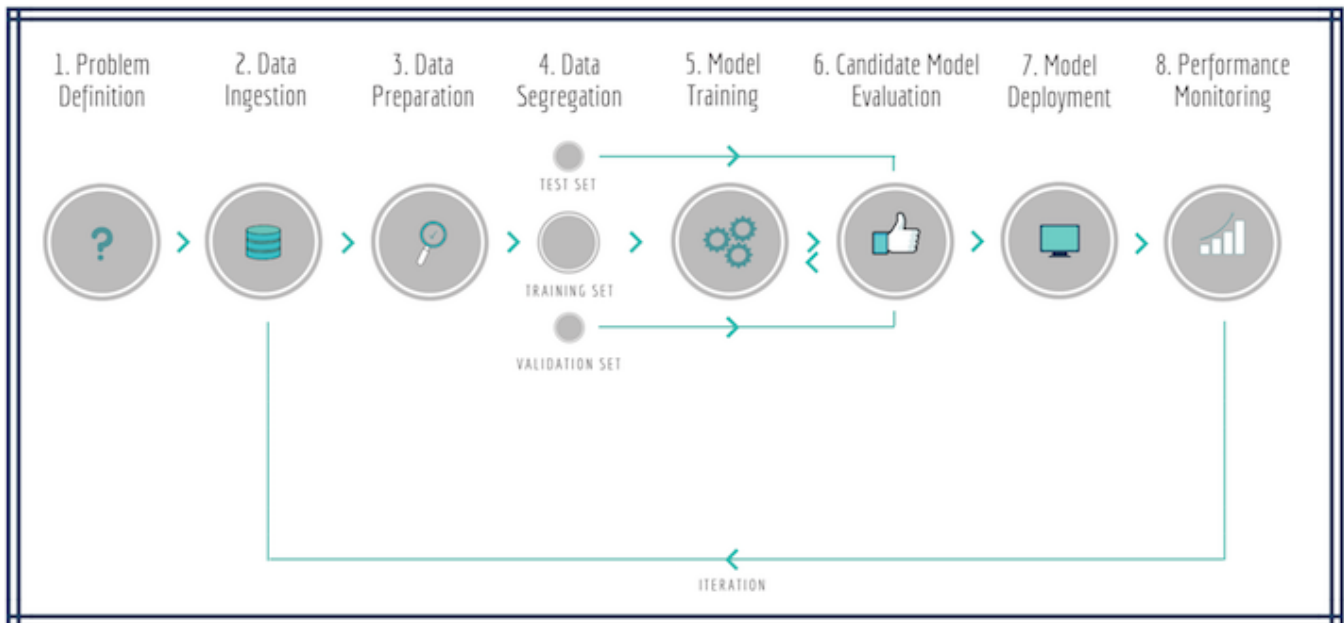 1. Problem
Definition
2. Data
Ingestion
3. Data
Preparation
4. Data
Segregation
5. Model
Training
6. Candidate Model
Evaluation
7. Model
Deployment
8. Performance
Monitoring
TEST SET
TRAINING SET
VALIDATION SET
?
ITERATION